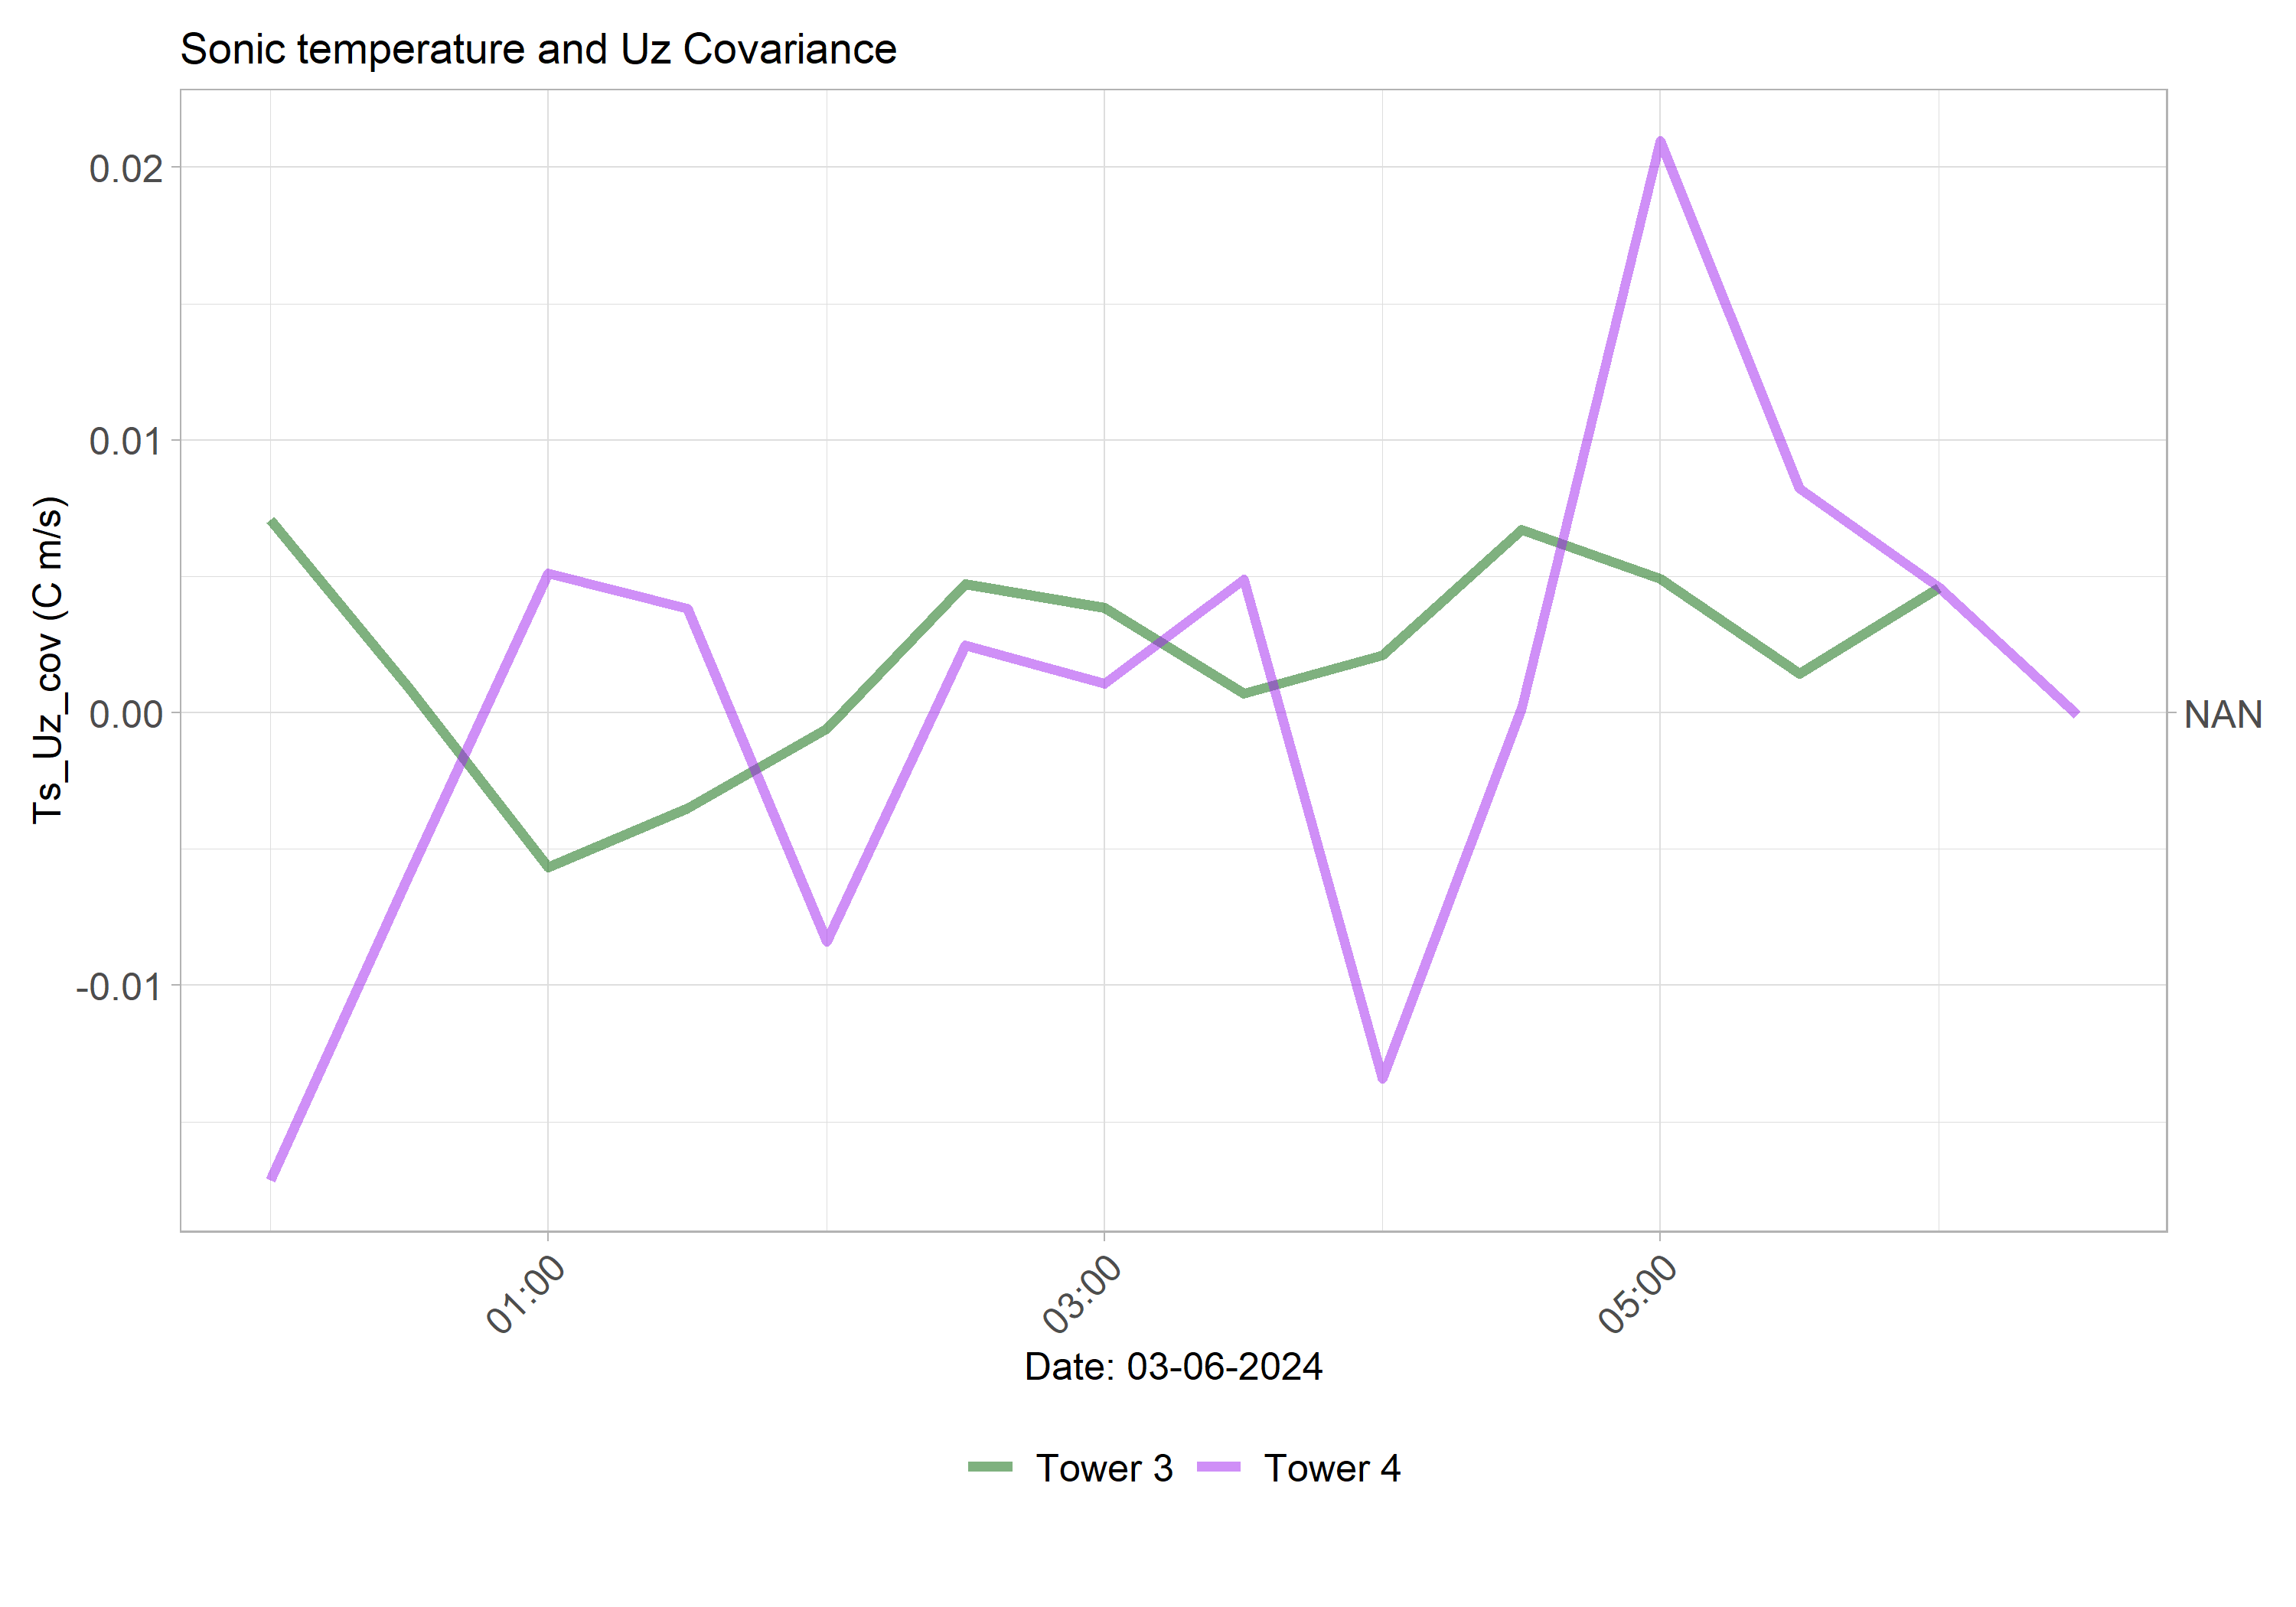 Sonic temperature and Uz Covariance
Ts_Uz_cov (C m/s)
0.02
0.01
0.00
-0.01
NAN
01:00
03:00
05:00
Date: 03-06-2024
Tower 3
Tower 4